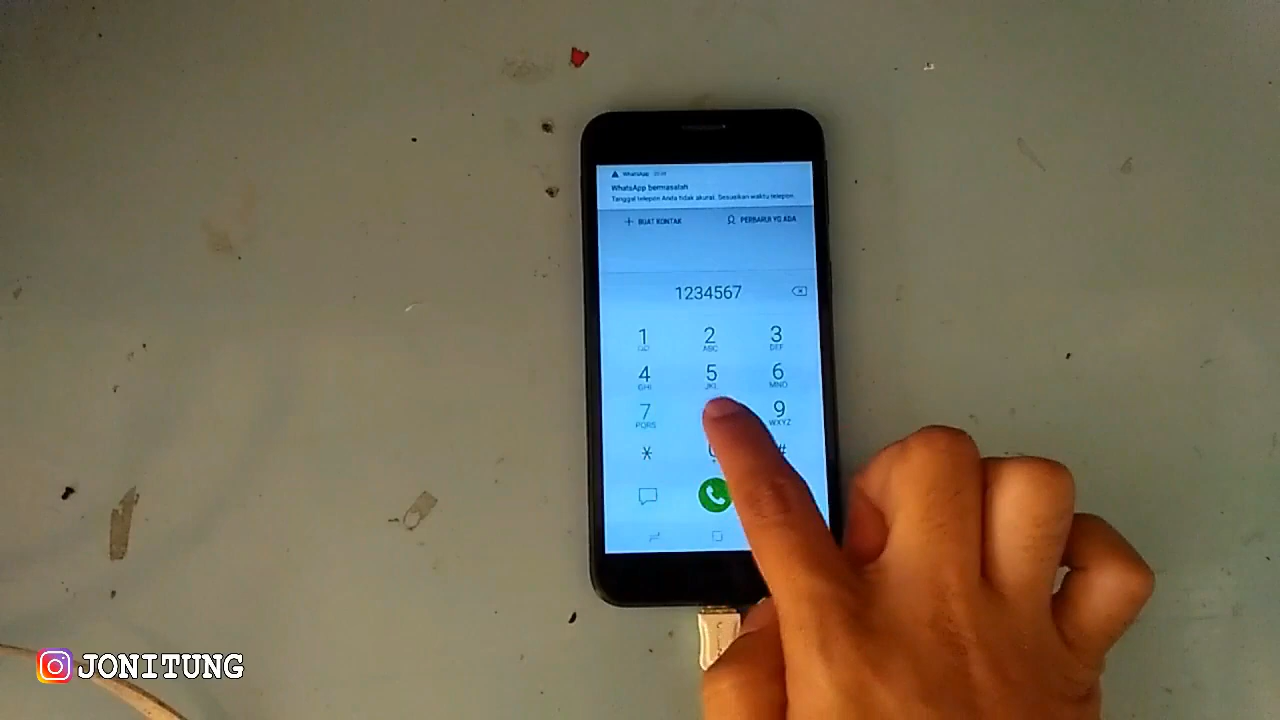 WhatsApp
WhatsApp bermasalah
Tanggal telepon Anda tidak akurat. Sesuaikan waktu telepon.
BUAT KONTAK
PERBARUI YG ADA
1234567
1 2 3
ABC DEF
4 5 6
GHI JKL MNO
7 9
PQRS WXYZ
* #
JONITUNG